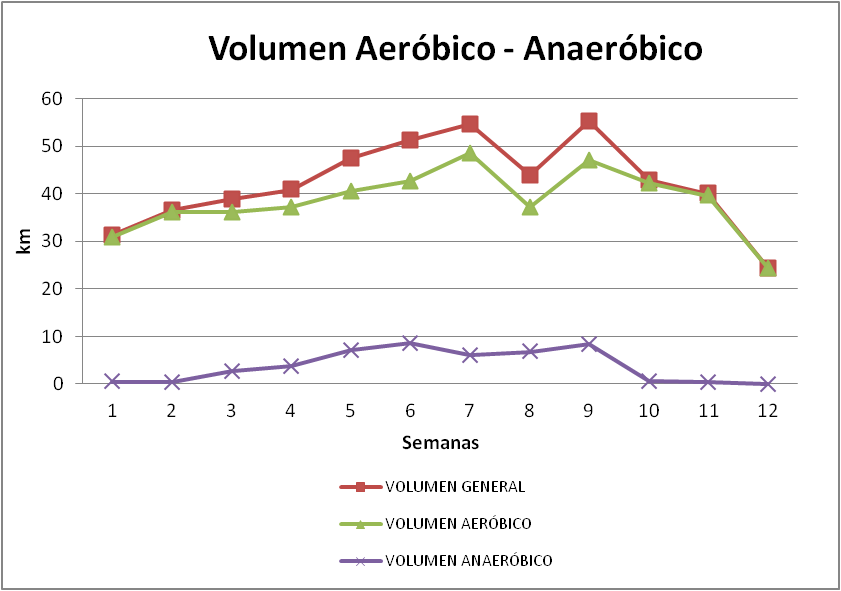 Volumen Aeróbico - Anaeróbico
60
50
40
30
20
10
0
km
1 2 3 4 5 6 7 8 9 10 11 12
Semanas
VOLUMEN GENERAL
VOLUMEN AERÓBICO
VOLUMEN ANAERÓBICO